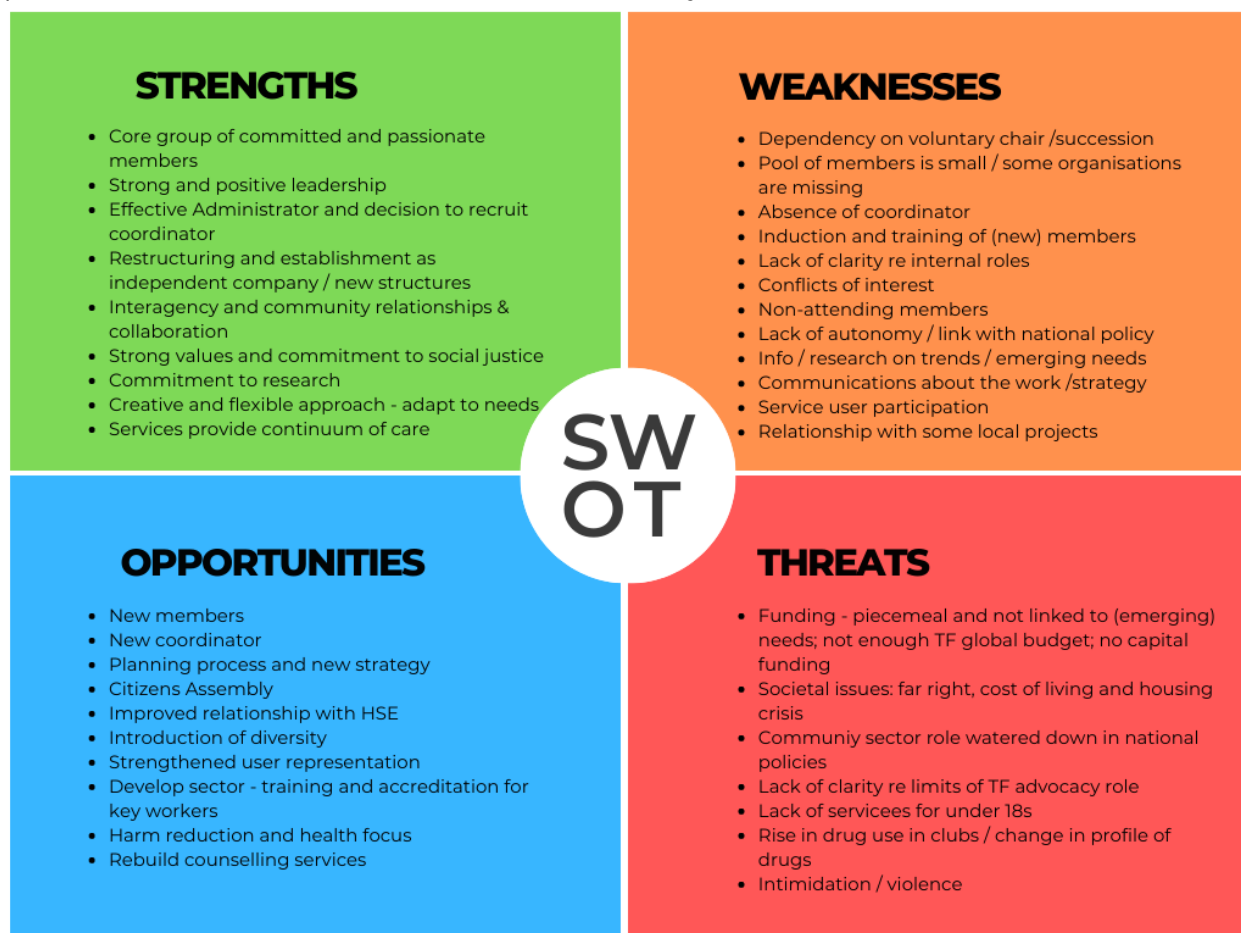 STRENGTHS
• Core group of committed and passionate
members
• Strong and positive leadership
• Effective Administrator and decision to recruit
coordinator
• Restructuring and establishment as
independent company / new structures
• Interagency and community relationships &
collaboration
• Strong values and commitment to social justice
• Commitment to research
• Creative and flexible approach - adapt to needs
• Services provide continuum of care
WEAKNESSES
• Dependency on voluntary chair /succession
• Pool of members is small / some organisations
are missing
• Absence of coordinator
• Induction and training of (new) members
• Lack of clarity re internal roles
• Conflicts of interest
• Non-attending members
• Lack of autonomy / link with national policy
• Info / research on trends / emerging needs
• Communications about the work /strategy
• Service user participation
• Relationship with some local projects
SW
OT
OPPORTUNITIES
• New members
• New coordinator
• Planning process and new strategy
• Citizens Assembly
• Improved relationship with HSE
• Introduction of diversity
• Strengthened user representation
• Develop sector - training and accreditation for
key workers
• Harm reduction and health focus
• Rebuild counselling services
THREATS
• Funding - piecemeal and not linked to (emerging)
needs; not enough TF global budget; no capital
funding
• Societal issues: far right, cost of living and housing
crisis
• Communiy sector role watered down in national
policies
• Lack of clarity re limits of TF advocacy role
• Lack of servicees for under 18s
• Rise in drug use in clubs / change in profile of
drugs
• Intimidation / violence